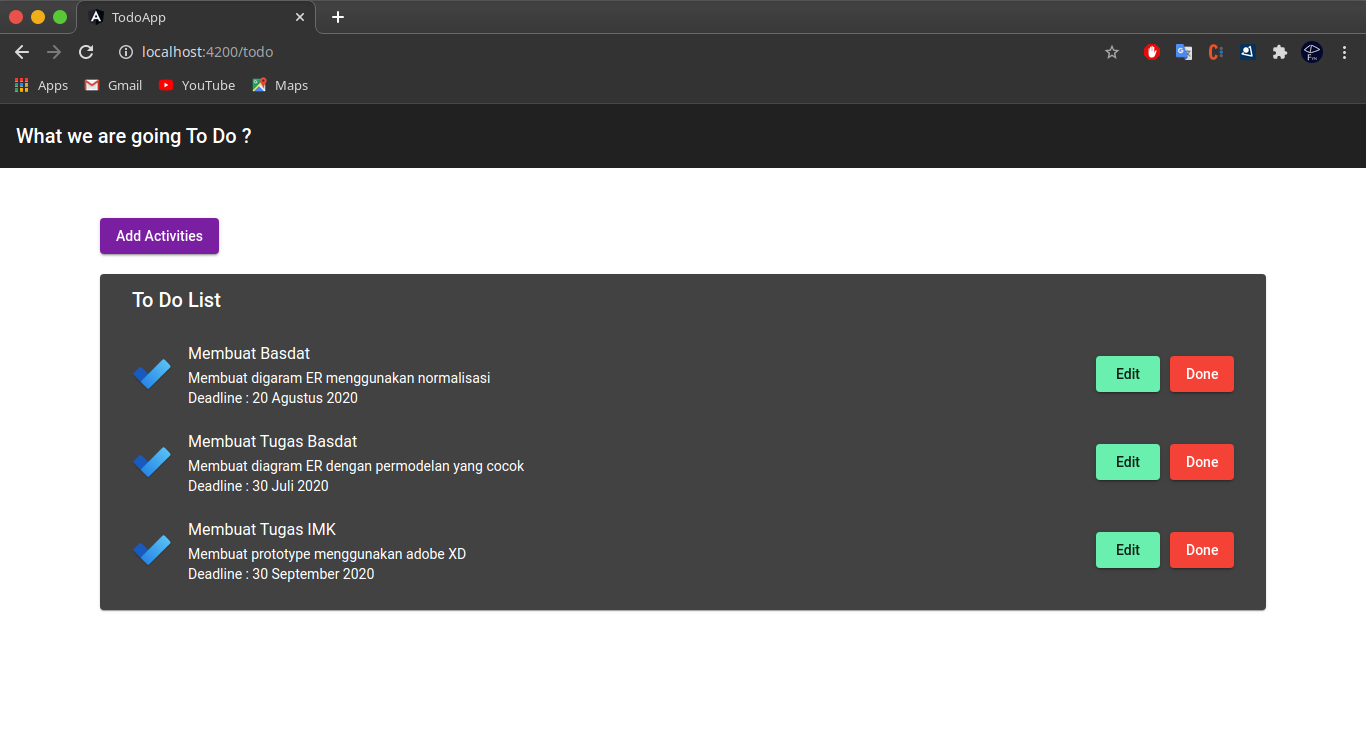 TodoApp
localhost:4200/todo
Apps Gmail YouTube Maps
What we are going To Do ?
Add Activities
To Do List
Membuat Basdat
Membuat digaram ER menggunakan normalisasi
Deadline : 20 Agustus 2020
Edit Done
Membuat Tugas Basdat
Membuat diagram ER dengan permodelan yang cocok
Deadline : 30 Juli 2020
Edit Done
Membuat Tugas IMK
Membuat prototype menggunakan adobe XD
Deadline : 30 September 2020
Edit Done